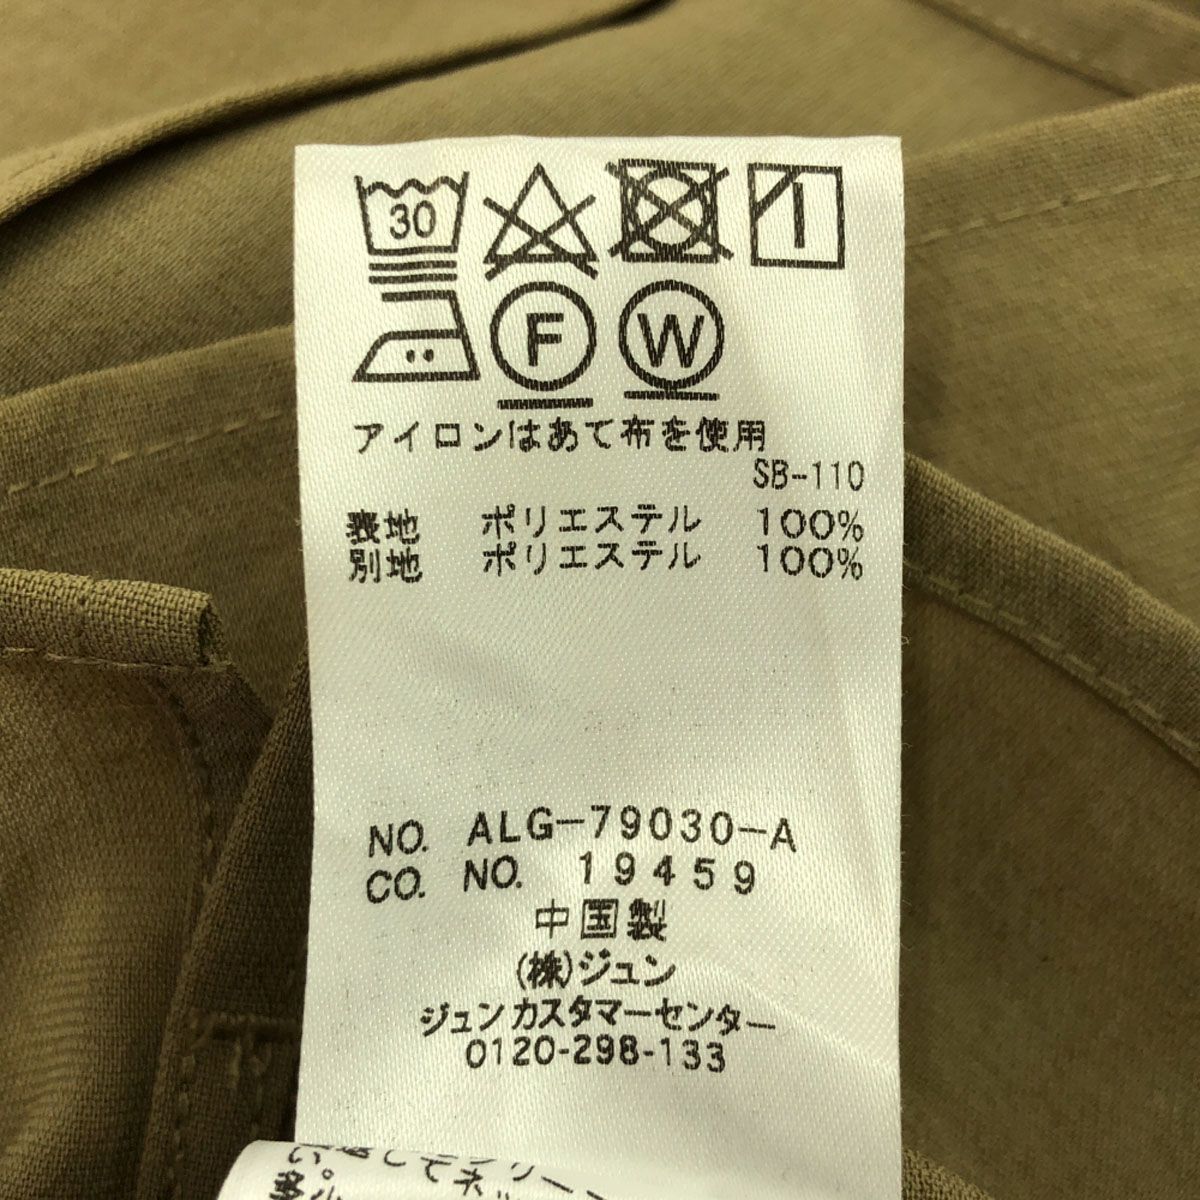 30
F W
アイロンはあて布を使用
SB-110
表地 ポリエステル 100%
別地 ポリエステル 100%
NO. ALG-79030-A
CO. NO. 19459
中国製
(株)ジュン
ジュンカスタマーセンター
0120-298-133